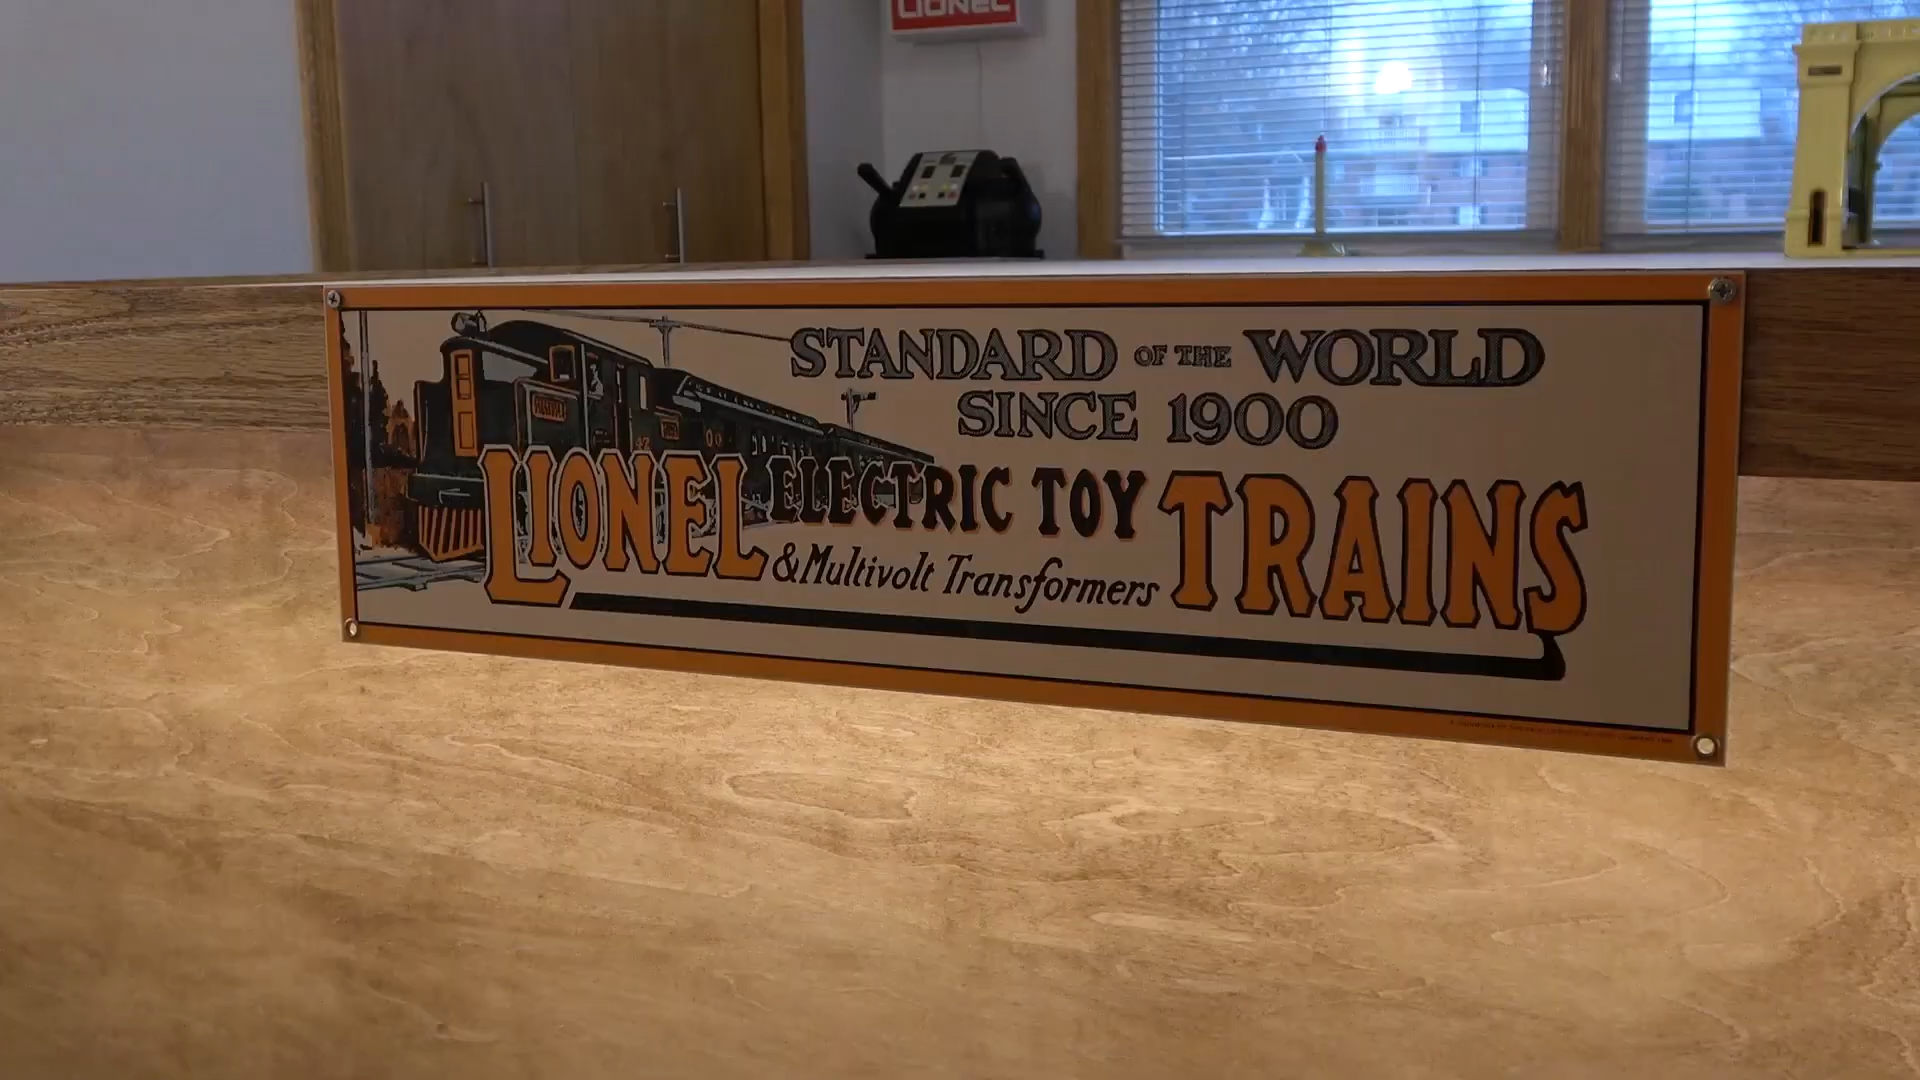 LIONEL
STANDARD OF THE WORLD
SINCE 1900
LIONEL ELECTRIC TOY TRAINS
& Multivolt Transformers